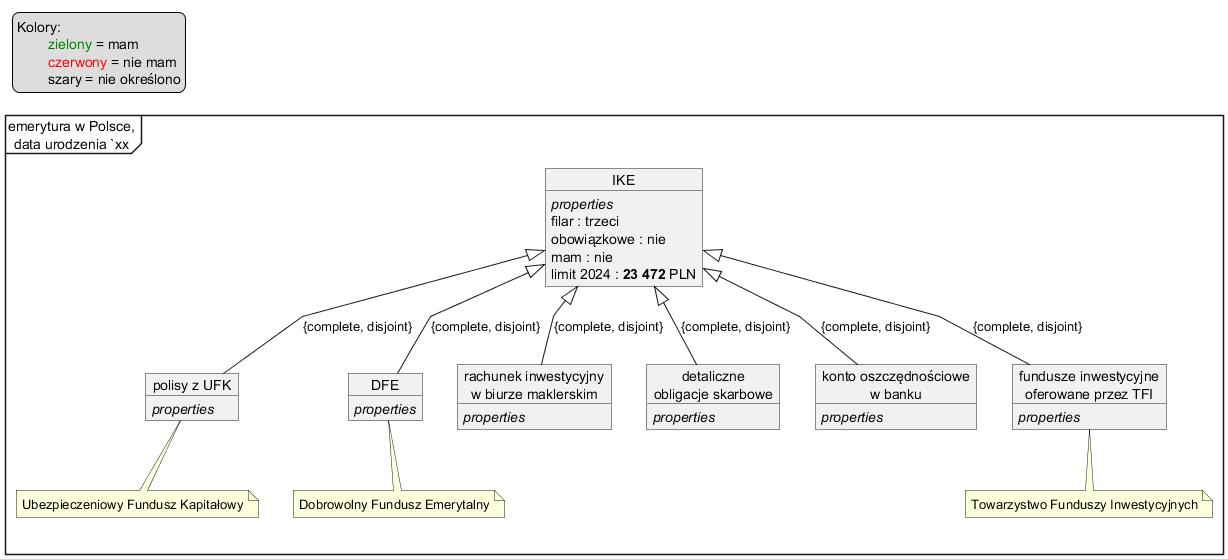 Kolory:
zielony = mam
czerwony = nie mam
szary = nie określono
emerytura w Polsce,
data urodzenia `xx
IKE
properties
filar : trzeci
obowiązkowe : nie
mam : nie
limit 2024 : 23 472 PLN
{complete, disjoint}
{complete, disjoint}
{complete, disjoint}
{complete, disjoint}
{complete, disjoint}
{complete, disjoint}
polisy z UFK
properties
DFE
properties
rachunek inwestycyjny
w biurze maklerskim
properties
detaliczne
obligacje skarbowe
properties
konto oszczędnościowe
w banku
properties
fundusze inwestycyjne
oferowane przez TFI
properties
Ubezpieczeniowy Fundusz Kapitałowy
Dobrowolny Fundusz Emerytalny
Towarzystwo Funduszy Inwestycyjnych